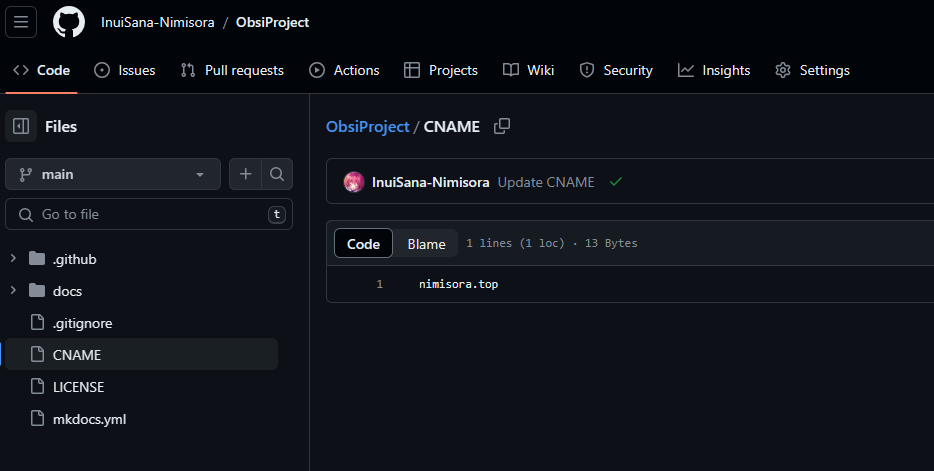 InuiSana-Nimisora / ObsiProject
Code Issues Pull requests Actions Projects Wiki Security Insights Settings
Files
main
Go to file t
.github
docs
.gitignore
CNAME
LICENSE
mkdocs.yml
ObsiProject / CNAME
InuiSana-Nimisora Update CNAME
Code Blame 1 lines (1 loc) · 13 Bytes
1 nimisora.top